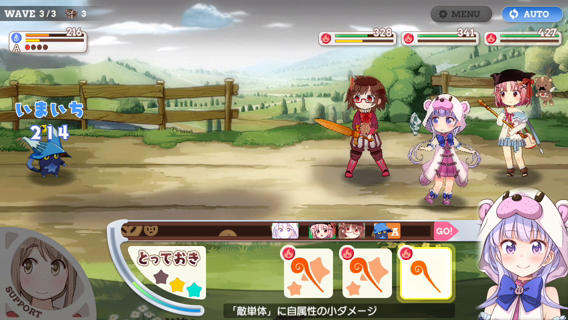 WAVE 3/3 3
MENU
AUTO
216
A
328
341
427
いまいち
214
A
GO!
とっておき
SUPPORT
「敵単体」に自属性の小ダメージ